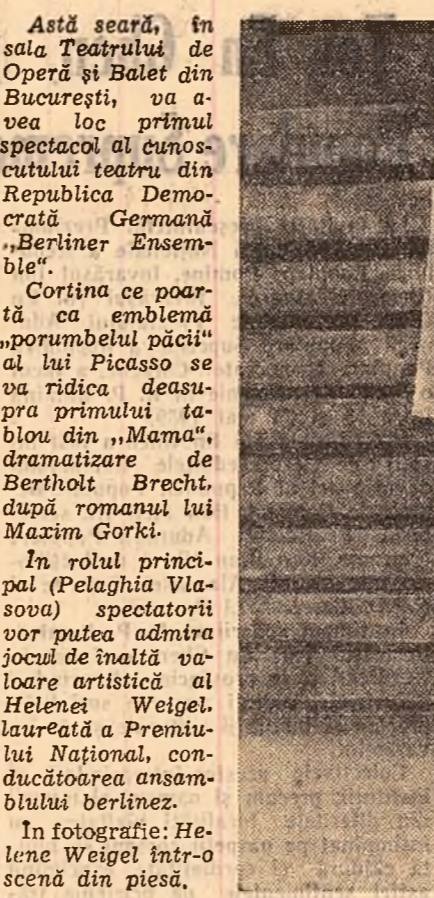 Astă seară, în
sala Teatrului de
Operă și Balet din
București, va a-
vea loc primul
spectacol al cunos-
cutului teatru din
Republica Demo-
crată Germană
„Berliner Ensem-
ble“.
Cortina ce poar-
tă ca emblemă
„porumbelul păcii“
al lui Picasso se
va ridica deasu-
pra primului ta-
blou din „Mama“,
dramatizare de
Bertholt Brecht,
după romanul lui
Maxim Gorki.
În rolul princi-
pal (Pelaghia Vla-
sova) spectatorii
vor putea admira
jocul de înaltă va-
loare artistică al
Helenei Weigel,
laureată a Premiu-
lui Național, con-
ducătoarea ansam-
blului berlinez.
În fotografie: He-
lene Weigel într-o
scenă din piesă.